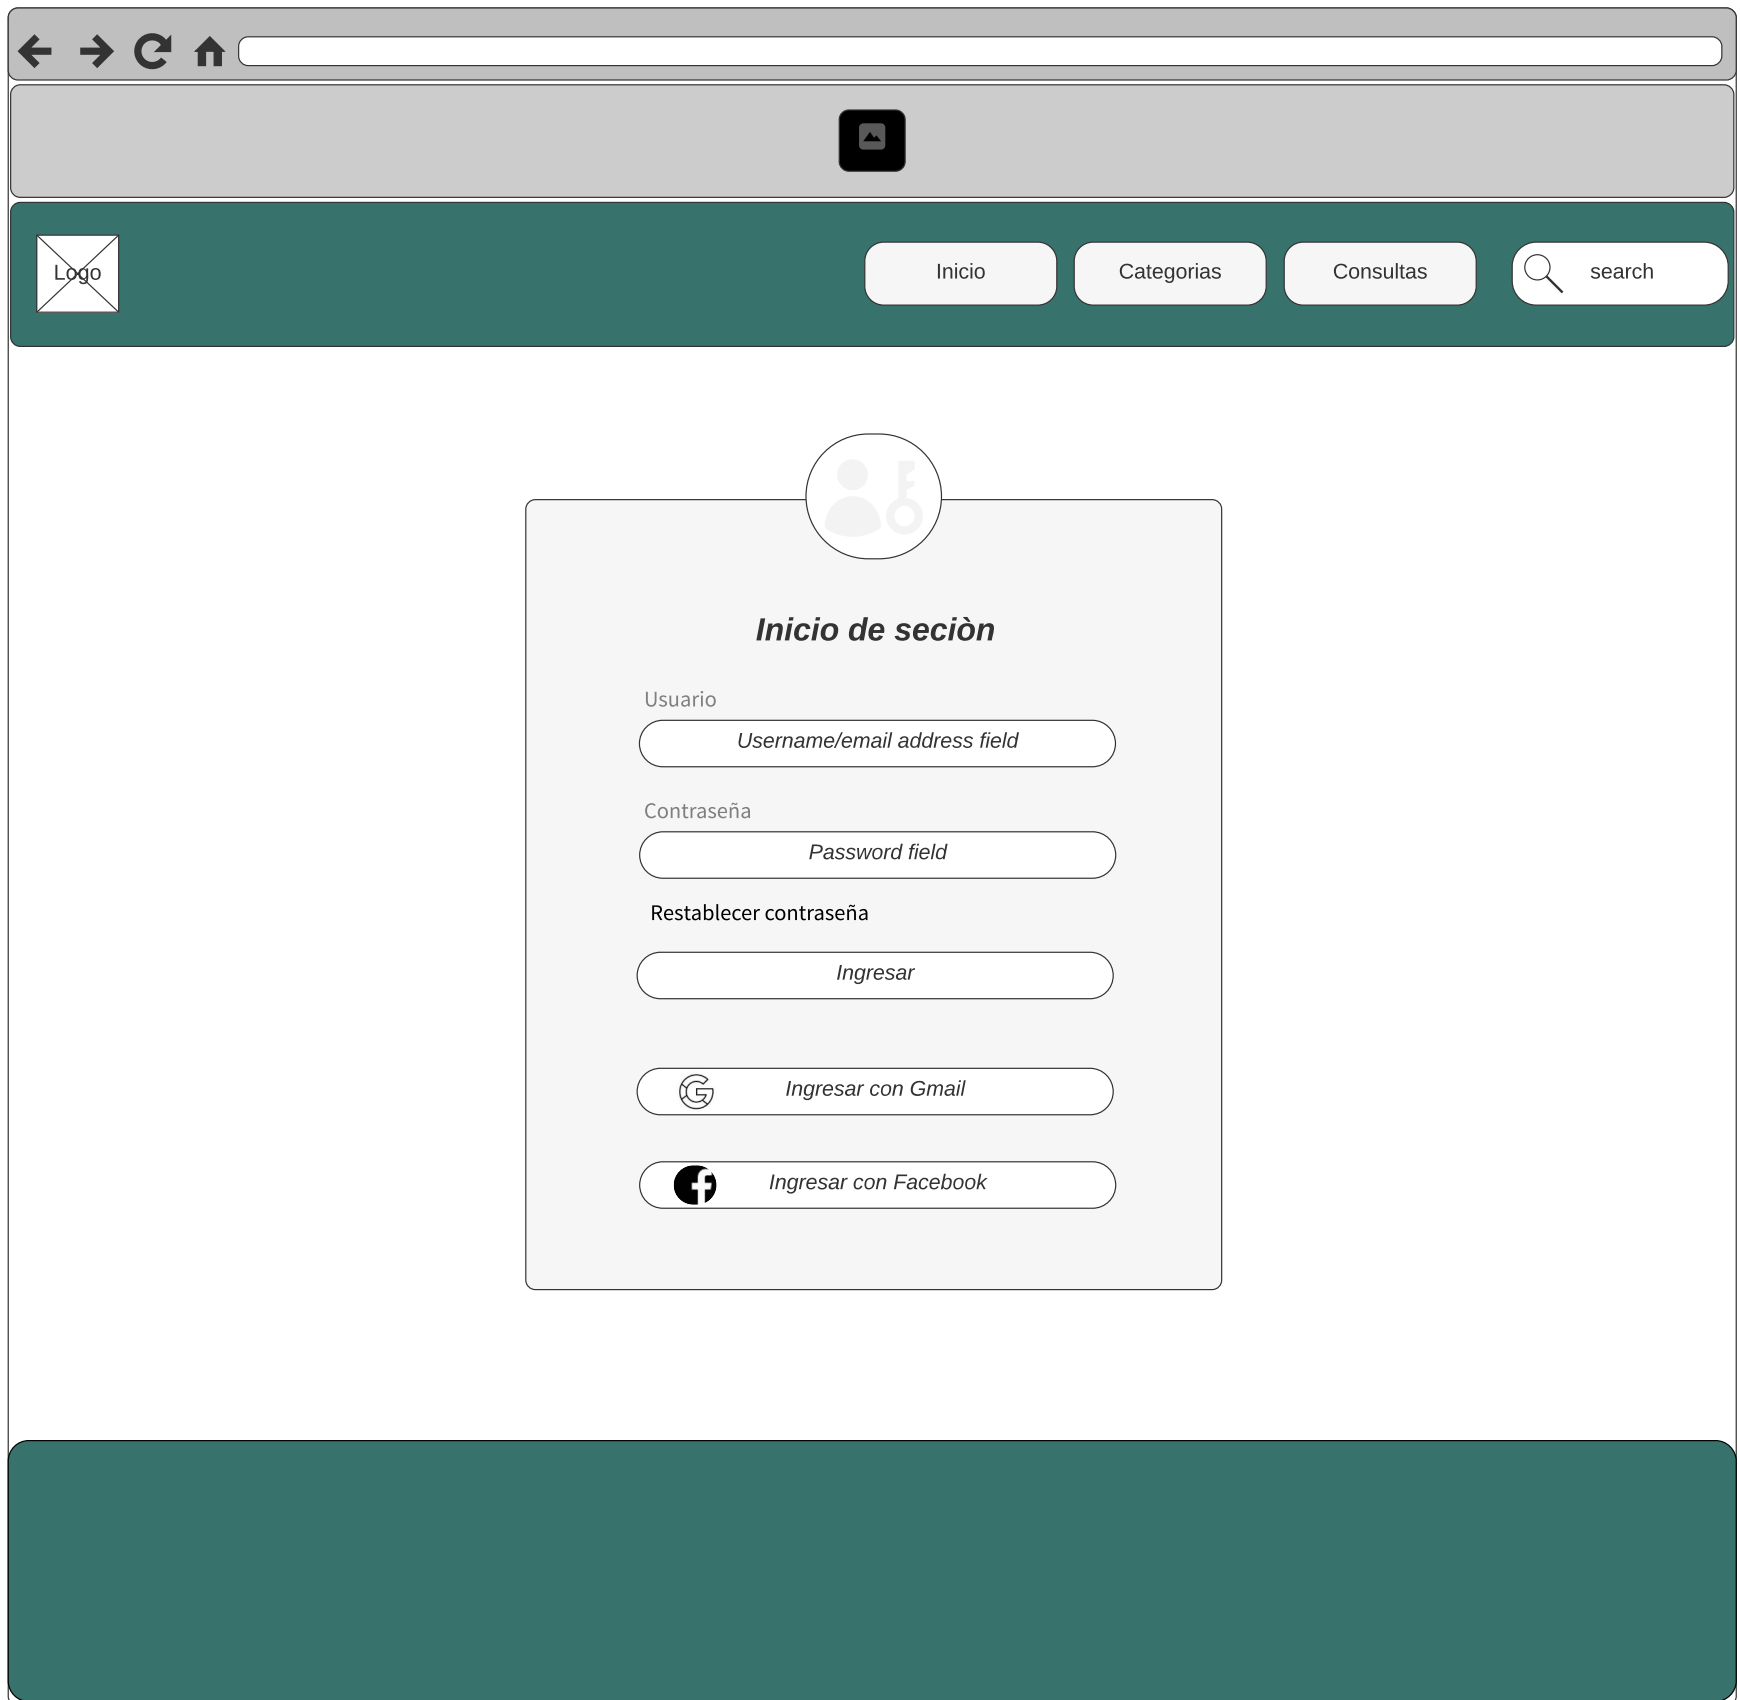 Logo
Inicio
Categorias
Consultas
search
Inicio de seciòn
Usuario
Username/email address field
Contraseña
Password field
Restablecer contraseña
Ingresar
Ingresar con Gmail
Ingresar con Facebook